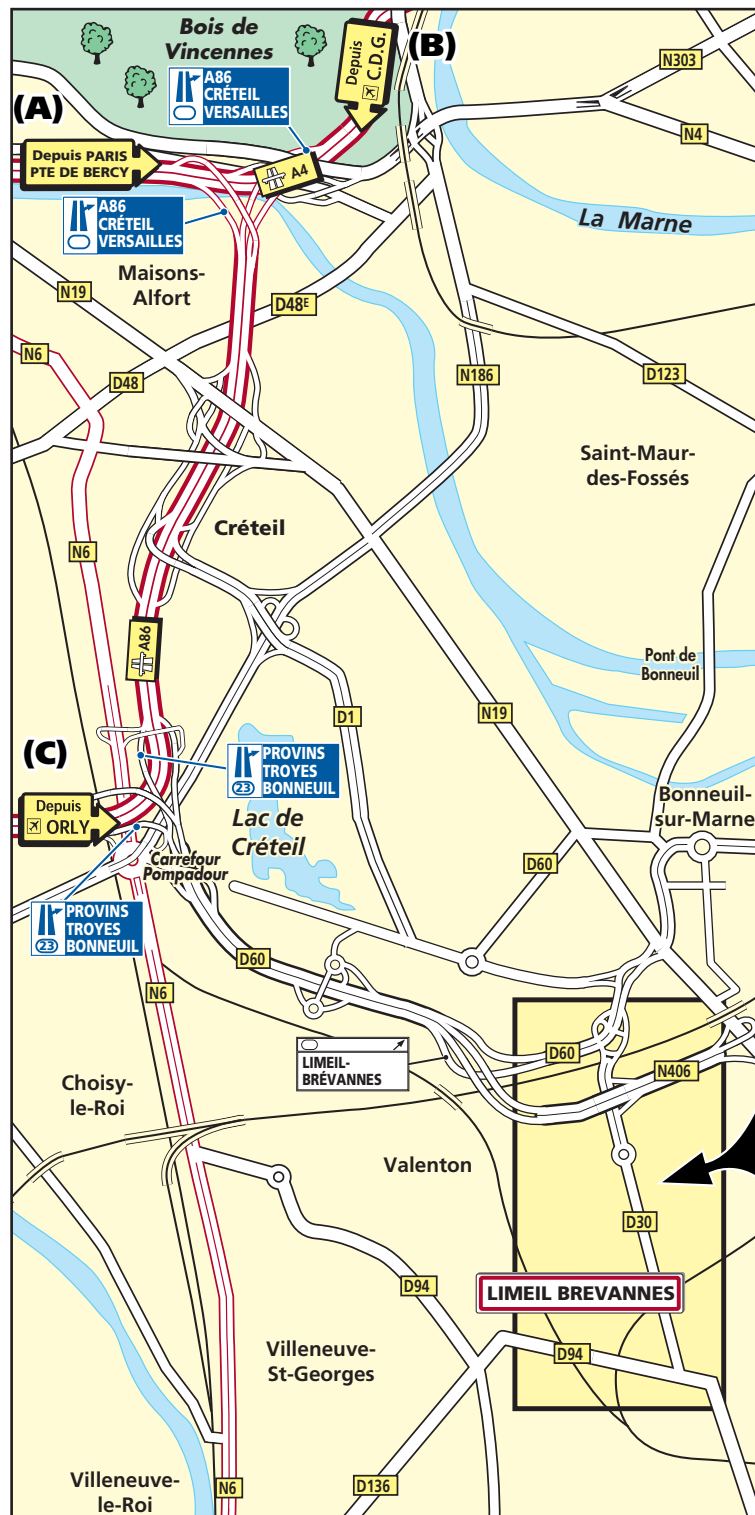 Bois de
Vincennes
(B)
Depuis
C.D.G.
(A)
A86
CRÉTEIL
VERSAILLES
N303
N4
Depuis PARIS
PTE DE BERCY
A4
A86
CRÉTEIL
VERSAILLES
La Marne
Maisons-
Alfort
N19
D48E
N6
D48
N186
D123
Saint-Maur-
des-Fossés
Créteil
N6
A86
Pont de
Bonneuil
D1
N19
(C)
PROVINS
TROYES
BONNEUIL
23
Depuis
ORLY
Lac de
Créteil
Bonneuil-
sur-Marne
Carrefour
Pompadour
D60
PROVINS
TROYES
BONNEUIL
23
D60
N6
LIMEIL-
BRÉVANNES
D60
N406
Choisy-
le-Roi
Valenton
D30
D94
LIMEIL BREVANNES
Villeneuve-
St-Georges
D94
Villeneuve-
le-Roi
N6
D136